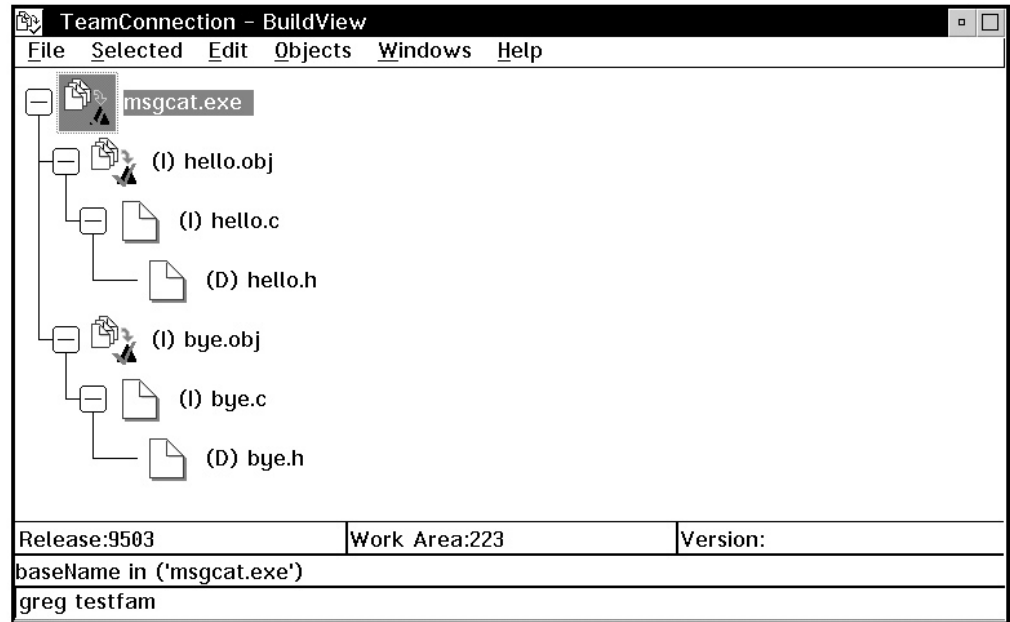 TeamConnection - BuildView
File Selected Edit Objects Windows Help
msgcat.exe
(I) hello.obj
(I) hello.c
(D) hello.h
(I) bye.obj
(I) bye.c
(D) bye.h
Release:9503 Work Area:223 Version:
baseName in ('msgcat.exe')
greg testfam